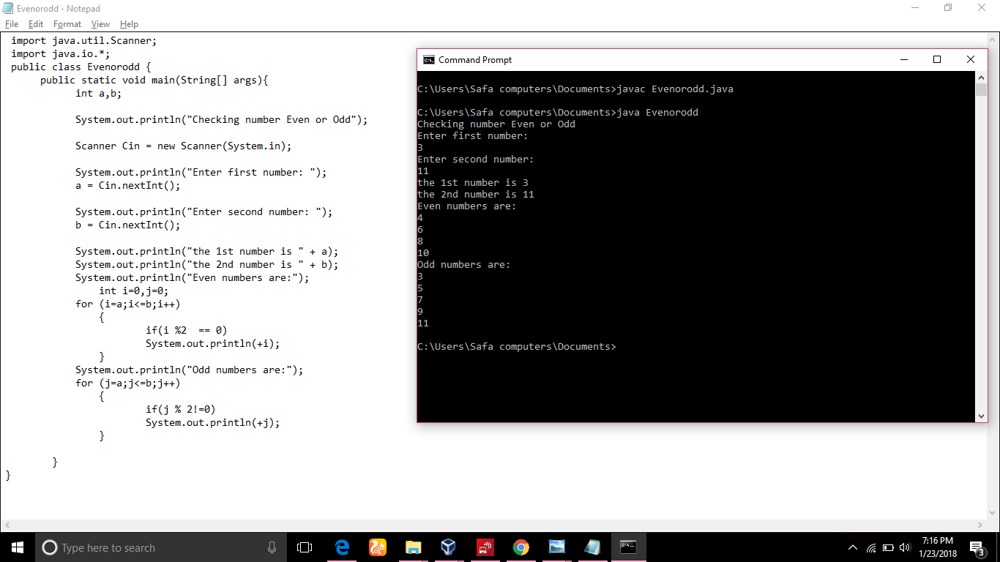 Evenorodd - Notepad
File Edit Format View Help
import java.util.Scanner;
import java.io.*;
public class Evenorodd {
public static void main(String[] args){
int a,b;
System.out.println("Checking number Even or Odd");
Scanner Cin = new Scanner(System.in);
System.out.println("Enter first number: ");
a = Cin.nextInt();
System.out.println("Enter second number: ");
b = Cin.nextInt();
System.out.println("the 1st number is " + a);
System.out.println("the 2nd number is " + b);
System.out.println("Even numbers are:");
int i=0,j=0;
for (i=a;i<=b;i++)
{
if(i %2  == 0)
System.out.println(+i);
}
System.out.println("Odd numbers are:");
for (j=a;j<=b;j++)
{
if(j % 2!=0)
System.out.println(+j);
}
}
}
C:\. Command Prompt
C:\Users\Safa computers\Documents>javac Evenorodd.java
C:\Users\Safa computers\Documents>java Evenorodd
Checking number Even or Odd
Enter first number:
3
Enter second number:
11
the 1st number is 3
the 2nd number is 11
Even numbers are:
4
6
8
10
Odd numbers are:
3
5
7
9
11
C:\Users\Safa computers\Documents>
Type here to search
7:16 PM
1/23/2018
3